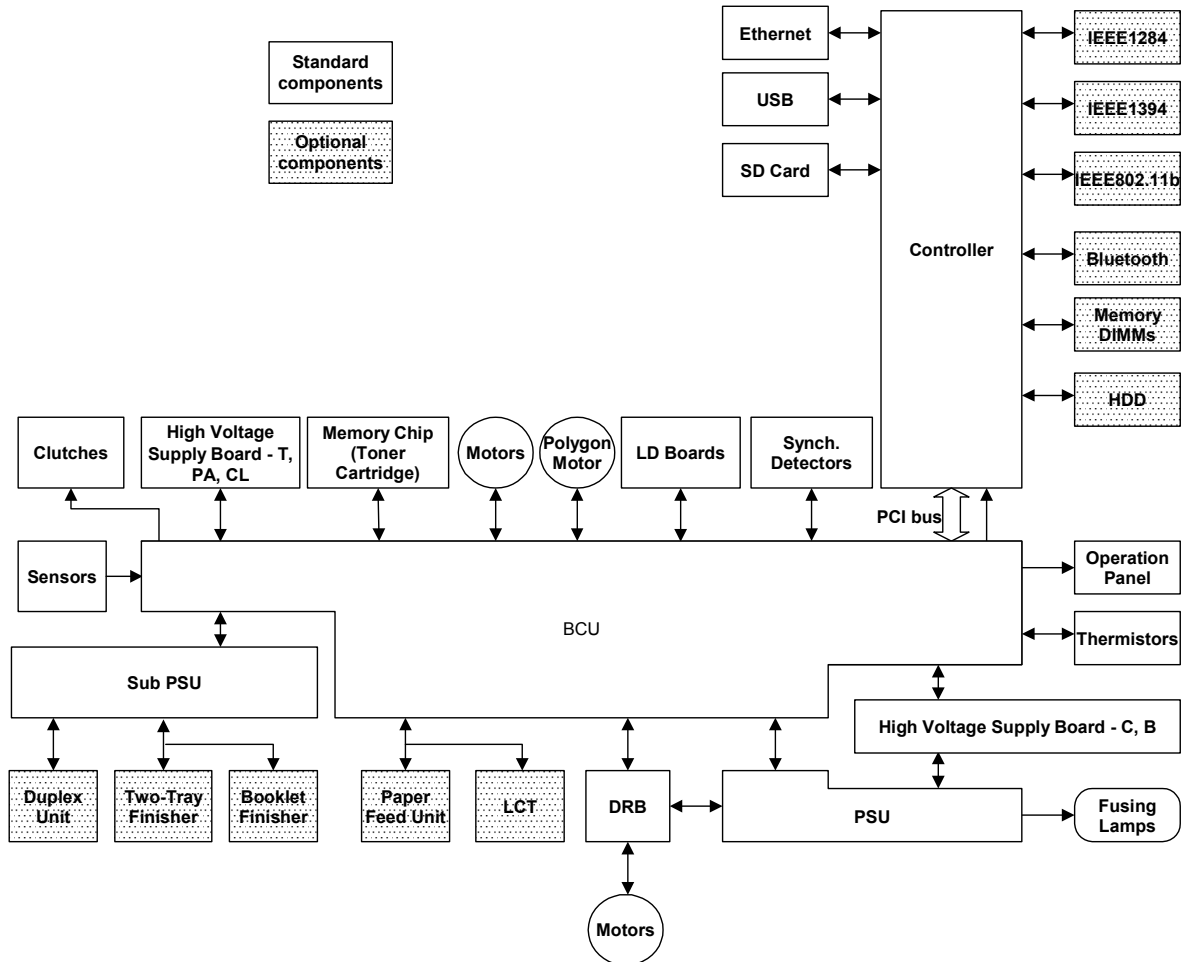 Ethernet
IEEE1284
Standard
components
USB
IEEE1394
Optional
components
SD Card
IEEE802.11b
Controller
Bluetooth
Memory
DIMMs
HDD
Clutches
High Voltage
Supply Board - T,
PA, CL
Memory Chip
(Toner
Cartridge)
Motors
Polygon
Motor
LD Boards
Synch.
Detectors
PCI bus
Sensors
Operation
Panel
BCU
Thermistors
Sub PSU
High Voltage Supply Board - C, B
Duplex
Unit
Two-Tray
Finisher
Booklet
Finisher
Paper
Feed Unit
LCT
DRB
PSU
Fusing
Lamps
Motors